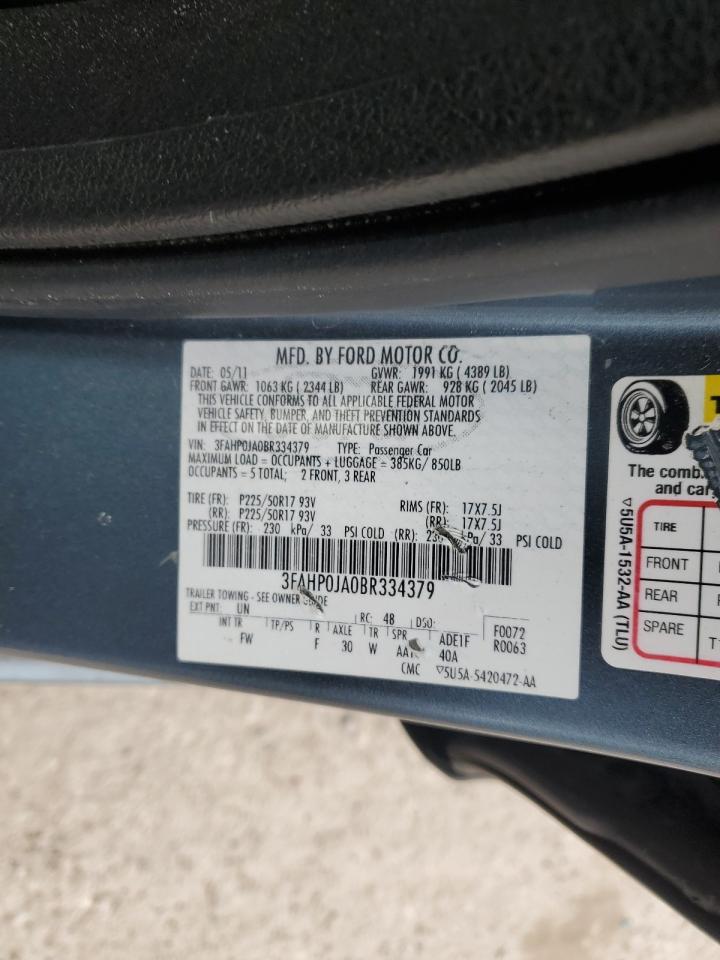 MFD. BY FORD MOTOR CO.
DATE: 05/11 GVWR: 1991 KG ( 4389 LB)
FRONT GAWR: 1063 KG ( 2344 LB) REAR GAWR: 928 KG ( 2045 LB)
THIS VEHICLE CONFORMS TO ALL APPLICABLE FEDERAL MOTOR
VEHICLE SAFETY, BUMPER, AND THEFT PREVENTION STANDARDS
IN EFFECT ON THE DATE OF MANUFACTURE SHOWN ABOVE.
VIN: 3FAHP0JA0BR334379 TYPE: Passenger Car
MAXIMUM LOAD = OCCUPANTS + LUGGAGE = 385KG/ 850LB
OCCUPANTS = 5 TOTAL; 2 FRONT, 3 REAR
TIRE (FR): P225/50R17 93V RIMS (FR): 17X7.5J
(RR): P225/50R17 93V (RR): 17X7.5J
PRESSURE (FR): 230 kPa/ 33 PSI COLD (RR): kPa/ 33 PSI COLD
3FAHP0JA0BR334379
TRAILER TOWING - SEE OWNER GUIDE
EXT PNT: UN RC: 48 DSO: F0072
INT TR TP/PS R AXLE TR SPR ADE1F R0063
FW F 30 W 40A
CMC ▽5U5A-5420472-AA
The comb
and car
TIRE
FRONT
REAR
SPARE
▽5U5A-1532-AA (TLU)